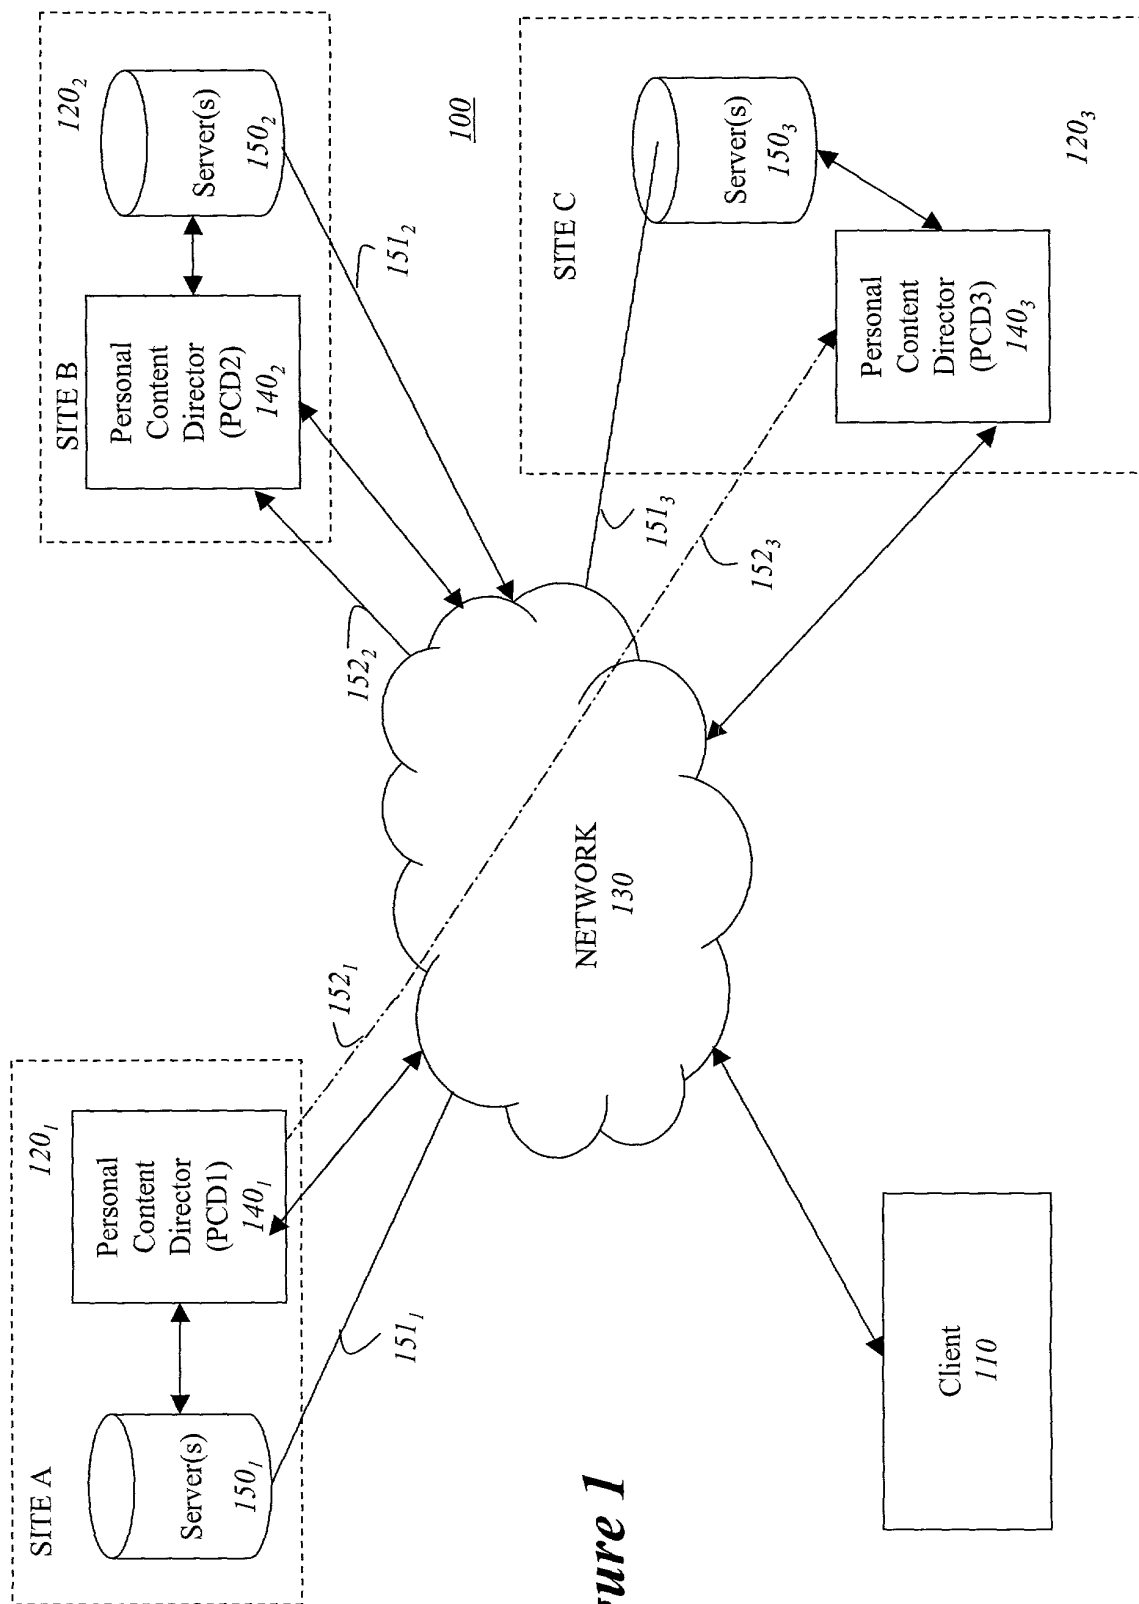 SITE A
Server(s)
150₁
120₁
Personal
Content
Director
(PCD1)
140₁
151₁
152₁
SITE B
Personal
Content
Director
(PCD2)
140₂
120₂
Server(s)
150₂
151₂
152₂
100
NETWORK
130
SITE C
Server(s)
150₃
120₃
Personal
Content
Director
(PCD3)
140₃
151₃
152₃
Client
110
1